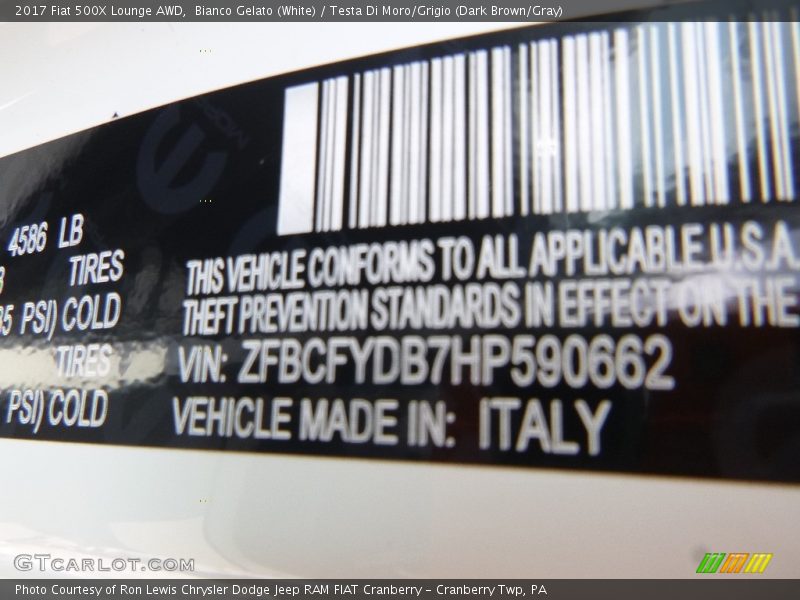 2017 Fiat 500X Lounge AWD,  Bianco Gelato (White) / Testa Di Moro/Grigio (Dark Brown/Gray)
4586 LB
TIRES
PSI) COLD
TIRES
PSI) COLD
THIS VEHICLE CONFORMS TO ALL APPLICABLE U.S.A.
THEFT PREVENTION STANDARDS IN EFFECT ON THE
VIN: ZFBCFYDB7HP590662
VEHICLE MADE IN: ITALY
GTCARLOT.COM
Photo Courtesy of Ron Lewis Chrysler Dodge Jeep RAM FIAT Cranberry – Cranberry Twp, PA